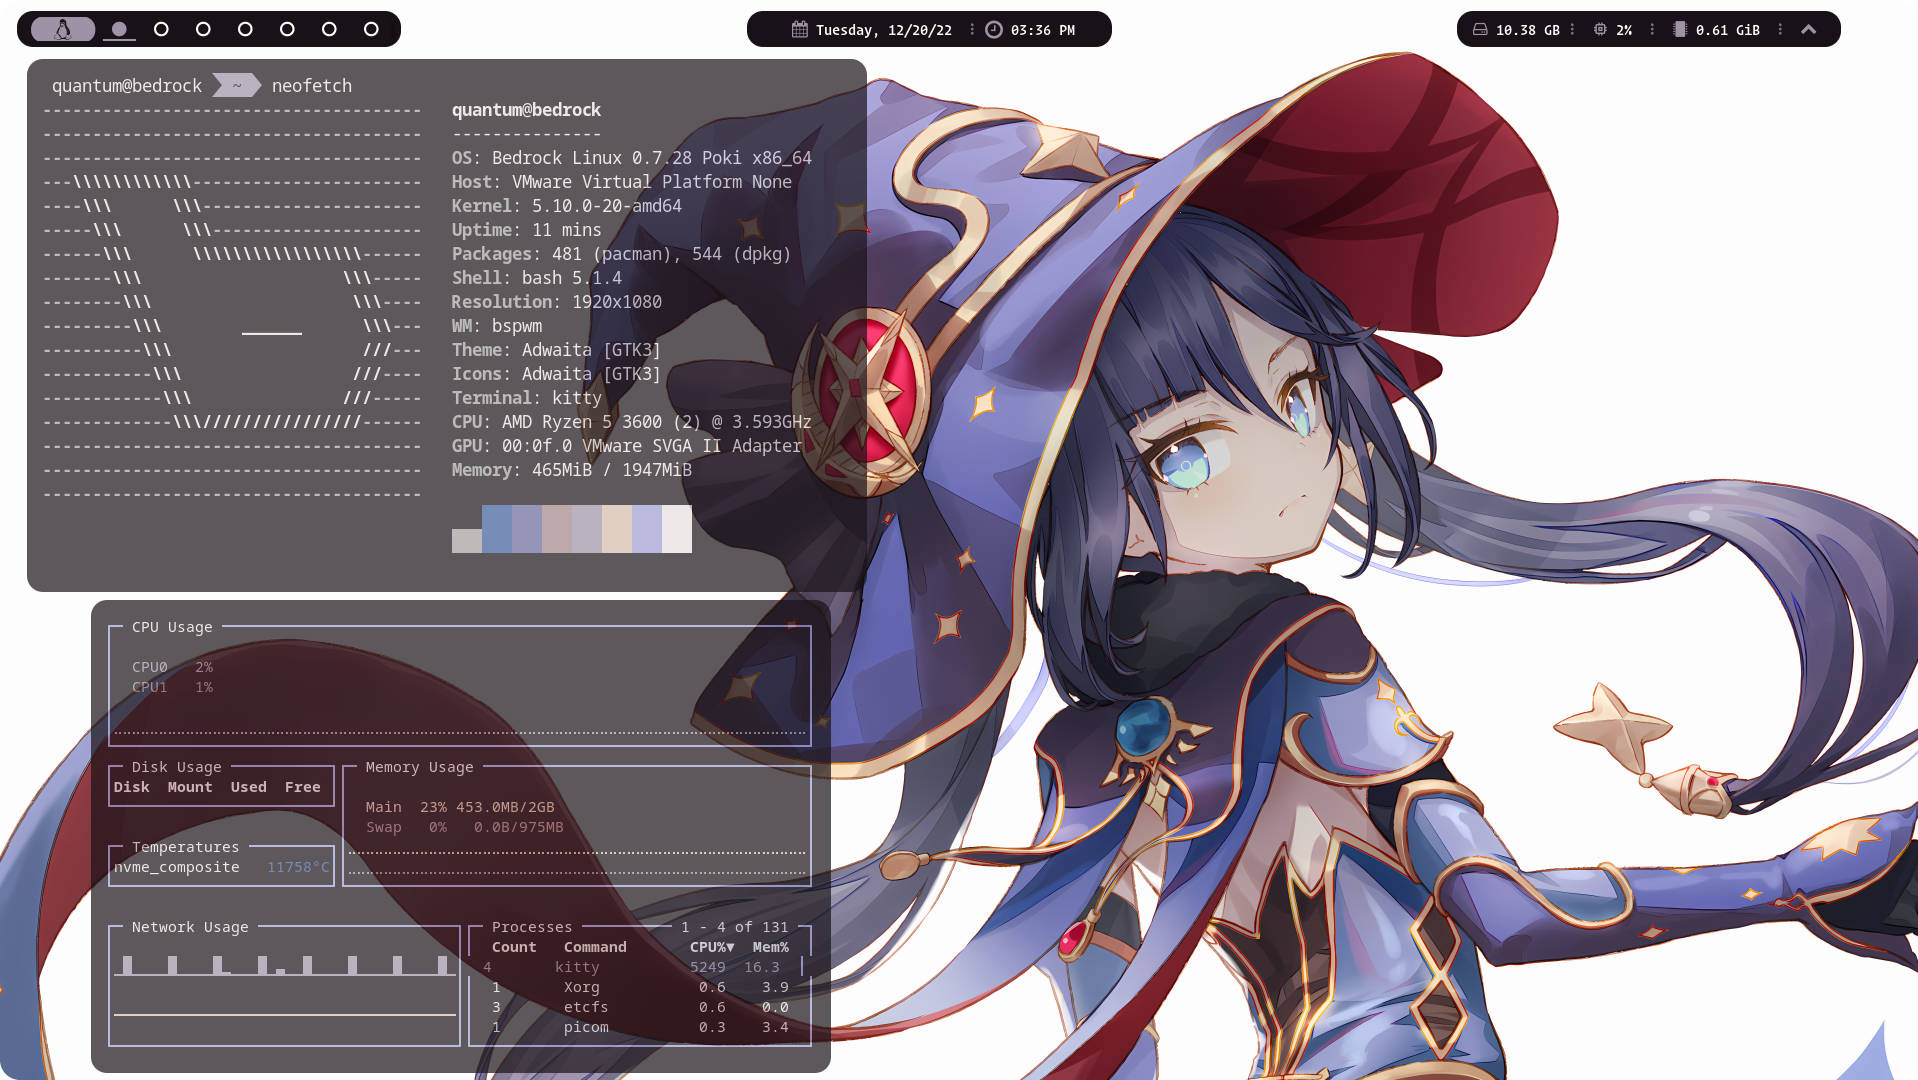 Tuesday, 12/20/22 03:36 PM
10.38 GB 2% 0.61 GiB
quantum@bedrock ~ neofetch
quantum@bedrock
---------------
OS: Bedrock Linux 0.7.28 Poki x86_64
Host: VMware Virtual Platform None
Kernel: 5.10.0-20-amd64
Uptime: 11 mins
Packages: 481 (pacman), 544 (dpkg)
Shell: bash 5.1.4
Resolution: 1920x1080
WM: bspwm
Theme: Adwaita [GTK3]
Icons: Adwaita [GTK3]
Terminal: kitty
CPU: AMD Ryzen 5 3600 (2) @ 3.593GHz
GPU: 00:0f.0 VMware SVGA II Adapter
Memory: 465MiB / 1947MiB
CPU Usage
CPU0 2%
CPU1 1%
Disk Usage
Disk Mount Used Free
Memory Usage
Main 23% 453.0MB/2GB
Swap 0% 0.0B/975MB
Temperatures
nvme_composite 11758°C
Network Usage
Processes 1 - 4 of 131
Count Command CPU%▼ Mem%
4 kitty 5249 16.3
1 Xorg 0.6 3.9
3 etcfs 0.6 0.0
1 picom 0.3 3.4